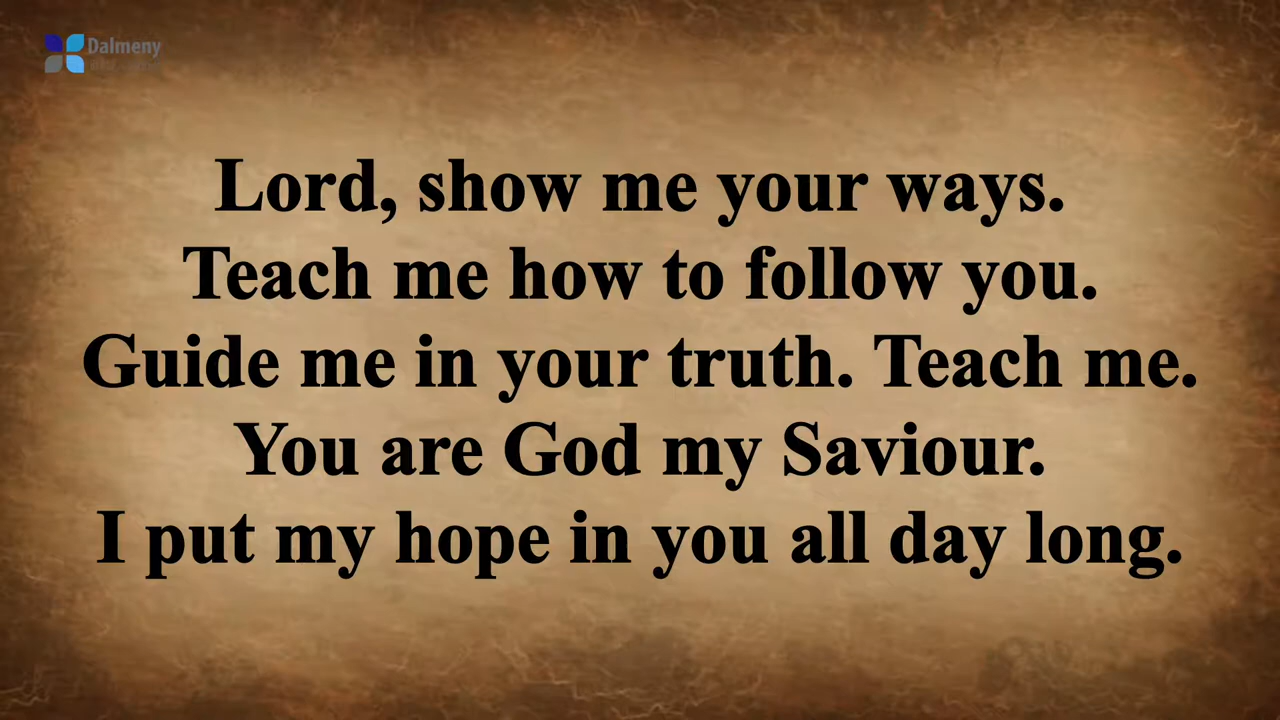 Dalmeny
Lord, show me your ways.
Teach me how to follow you.
Guide me in your truth. Teach me.
You are God my Saviour.
I put my hope in you all day long.